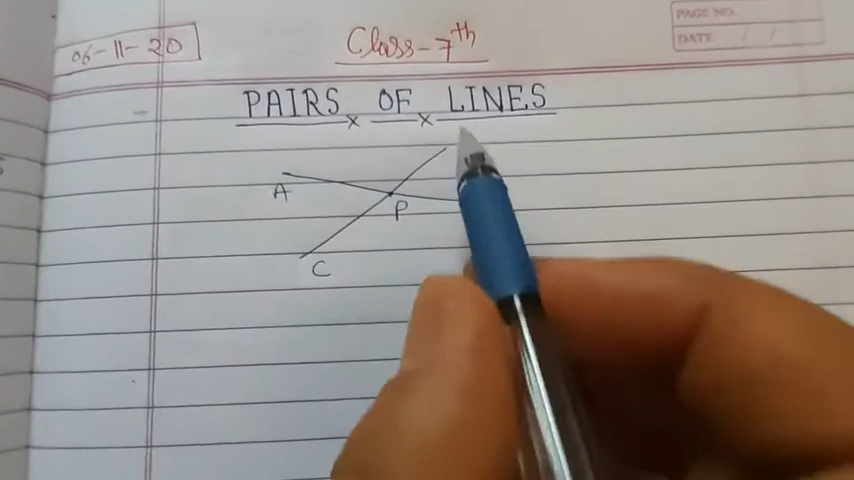 PAGE NO.
DATE / /
06-11-20
Class-7th
PAIRS OF LINES
A
P
C